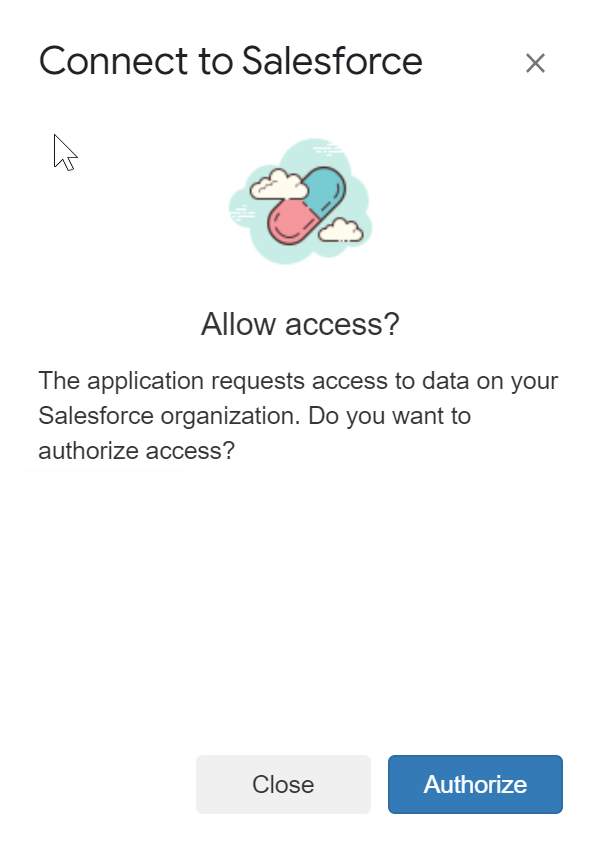 Connect to Salesforce
Allow access?
The application requests access to data on your
Salesforce organization. Do you want to
authorize access?
Close
Authorize